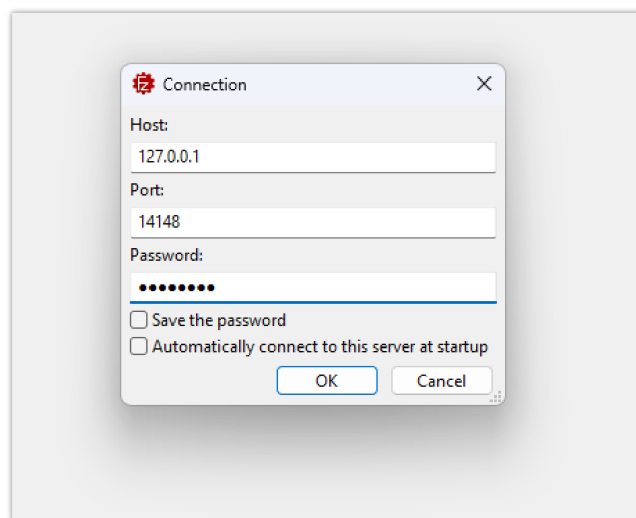 Connection
Host:
127.0.0.1
Port:
14148
Password:
●●●●●●●●
Save the password
Automatically connect to this server at startup
OK
Cancel